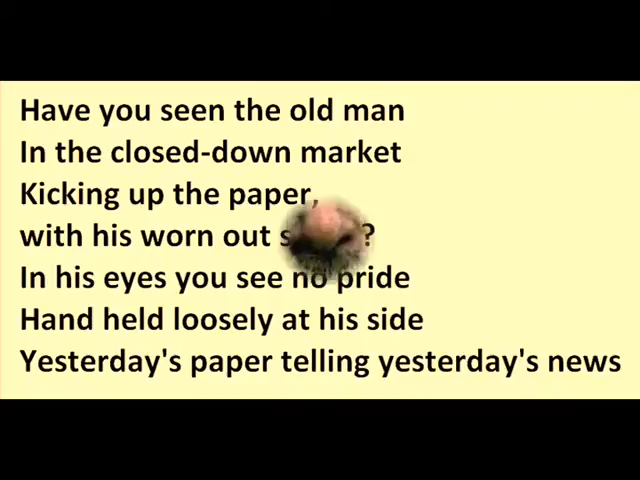 Have you seen the old man
In the closed-down market
Kicking up the paper,
with his worn out ?
In his eyes you see no pride
Hand held loosely at his side
Yesterday's paper telling yesterday's news